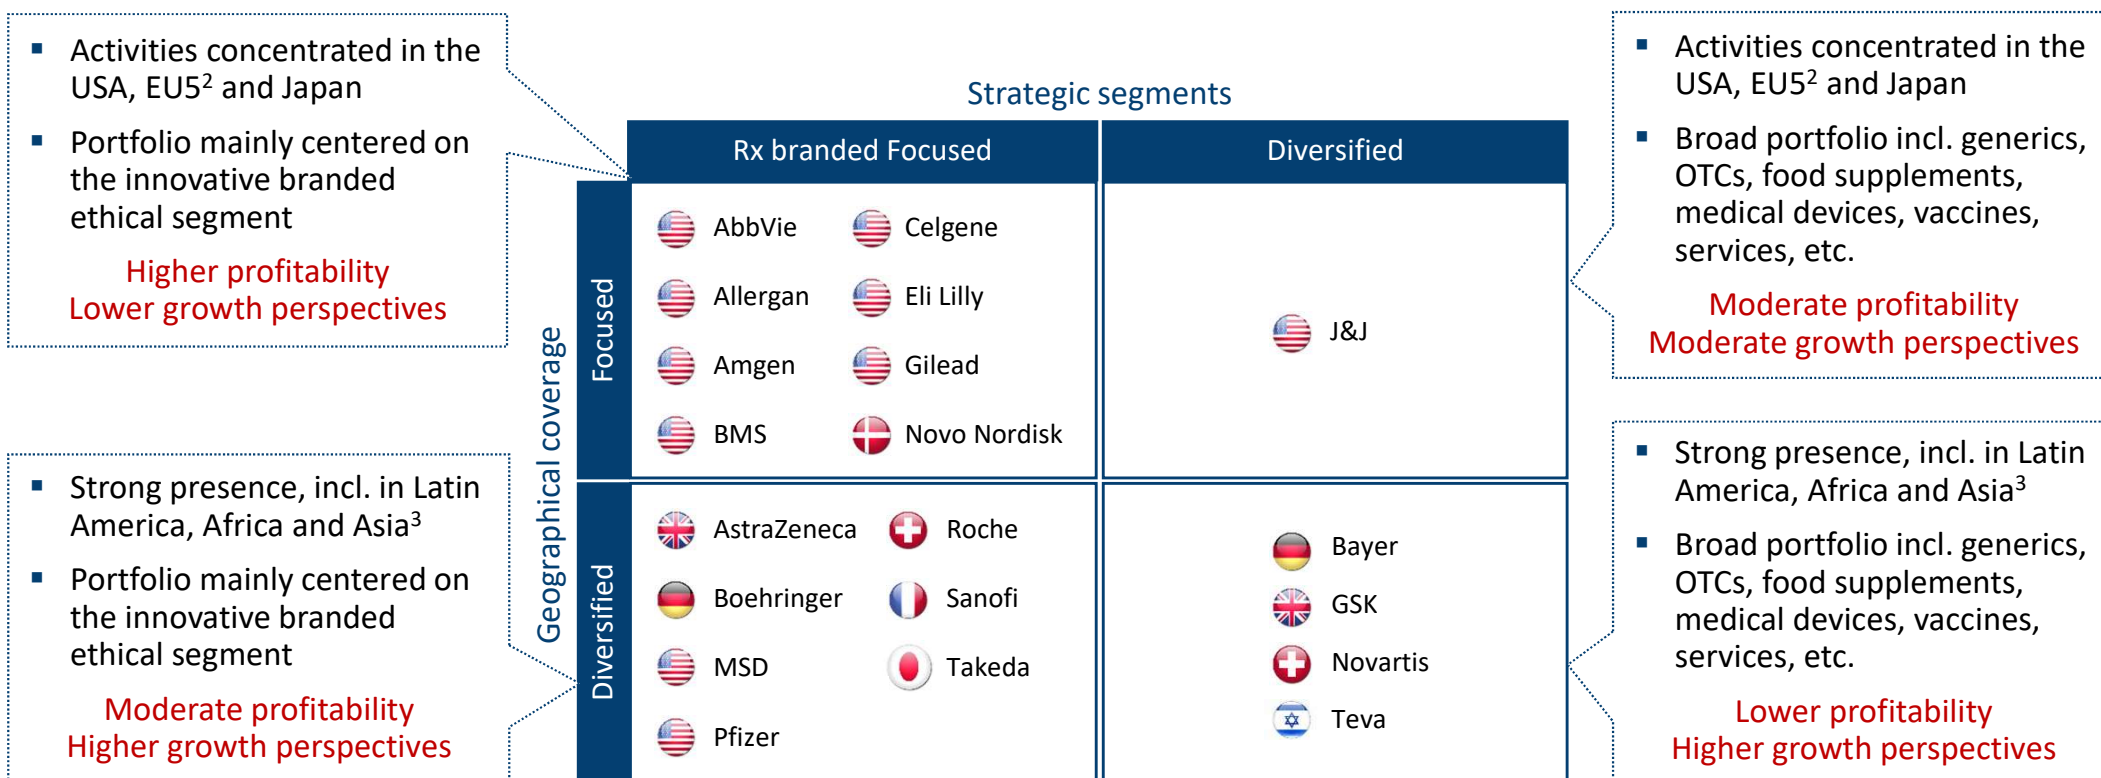 ▪ Activities concentrated in the
USA, EU5² and Japan
▪ Portfolio mainly centered on
the innovative branded
ethical segment
Higher profitability
Lower growth perspectives
▪ Strong presence, incl. in Latin
America, Africa and Asia³
▪ Portfolio mainly centered on
the innovative branded
ethical segment
Moderate profitability
Higher growth perspectives
Strategic segments
Rx branded Focused
Diversified
Geographical coverage
Focused
AbbVie
Celgene
Allergan
Eli Lilly
Amgen
Gilead
BMS
Novo Nordisk
J&J
Diversified
AstraZeneca
Roche
Boehringer
Sanofi
MSD
Takeda
Pfizer
Bayer
GSK
Novartis
Teva
▪ Activities concentrated in the
USA, EU5² and Japan
▪ Broad portfolio incl. generics,
OTCs, food supplements,
medical devices, vaccines,
services, etc.
Moderate profitability
Moderate growth perspectives
▪ Strong presence, incl. in Latin
America, Africa and Asia³
▪ Broad portfolio incl. generics,
OTCs, food supplements,
medical devices, vaccines,
services, etc.
Lower profitability
Higher growth perspectives